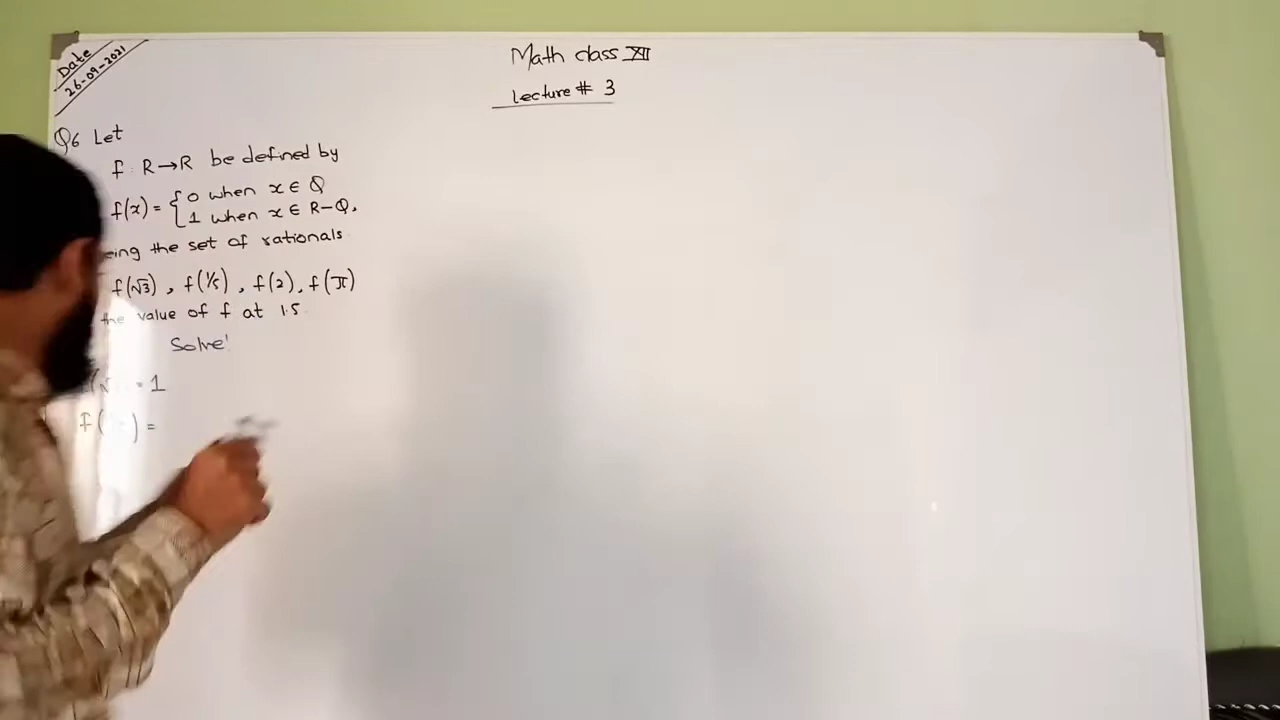 Date
26-09-2021
Math class XII
Lecture # 3
Q6 Let
f: R→R be defined by
f(x) = { 0 when x ∈ Q
1 when x ∈ R-Q,
the set of rationals
f(√3), f(1/5), f(2), f(π)
the value of f at 1.5
Solve!
= 1
f( ) =